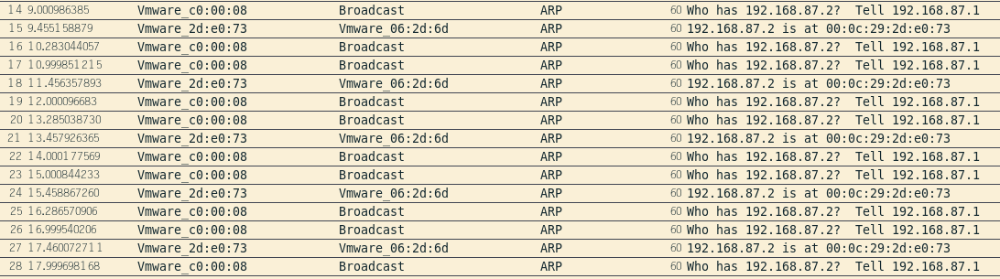 14 9.000986385 Vmware_c0:00:08 Broadcast ARP 60 Who has 192.168.87.2? Tell 192.168.87.1
15 9.455158879 Vmware_2d:e0:73 Vmware_06:2d:6d ARP 60 192.168.87.2 is at 00:0c:29:2d:e0:73
16 10.283044057 Vmware_c0:00:08 Broadcast ARP 60 Who has 192.168.87.2? Tell 192.168.87.1
17 10.999851215 Vmware_c0:00:08 Broadcast ARP 60 Who has 192.168.87.2? Tell 192.168.87.1
18 11.456357893 Vmware_2d:e0:73 Vmware_06:2d:6d ARP 60 192.168.87.2 is at 00:0c:29:2d:e0:73
19 12.000096683 Vmware_c0:00:08 Broadcast ARP 60 Who has 192.168.87.2? Tell 192.168.87.1
20 13.285038730 Vmware_c0:00:08 Broadcast ARP 60 Who has 192.168.87.2? Tell 192.168.87.1
21 13.457926365 Vmware_2d:e0:73 Vmware_06:2d:6d ARP 60 192.168.87.2 is at 00:0c:29:2d:e0:73
22 14.000177569 Vmware_c0:00:08 Broadcast ARP 60 Who has 192.168.87.2? Tell 192.168.87.1
23 15.000844233 Vmware_c0:00:08 Broadcast ARP 60 Who has 192.168.87.2? Tell 192.168.87.1
24 15.458867260 Vmware_2d:e0:73 Vmware_06:2d:6d ARP 60 192.168.87.2 is at 00:0c:29:2d:e0:73
25 16.286570906 Vmware_c0:00:08 Broadcast ARP 60 Who has 192.168.87.2? Tell 192.168.87.1
26 16.999540206 Vmware_c0:00:08 Broadcast ARP 60 Who has 192.168.87.2? Tell 192.168.87.1
27 17.460072711 Vmware_2d:e0:73 Vmware_06:2d:6d ARP 60 192.168.87.2 is at 00:0c:29:2d:e0:73
28 17.999698168 Vmware_c0:00:08 Broadcast ARP 60 Who has 192.168.87.2? Tell 192.168.87.1